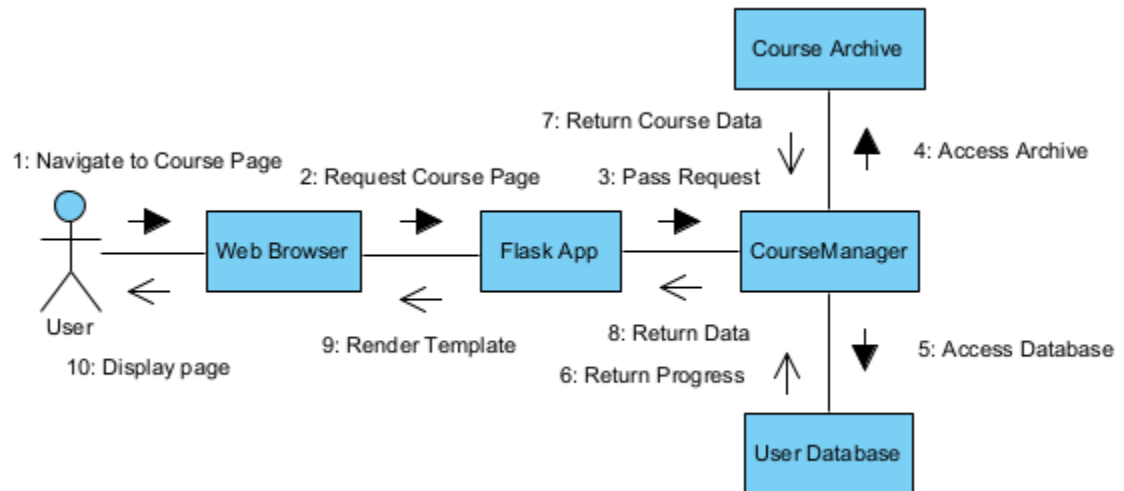 Course Archive
7: Return Course Data
4: Access Archive
1: Navigate to Course Page
2: Request Course Page
3: Pass Request
Web Browser
Flask App
CourseManager
User
9: Render Template
8: Return Data
5: Access Database
10: Display page
6: Return Progress
User Database